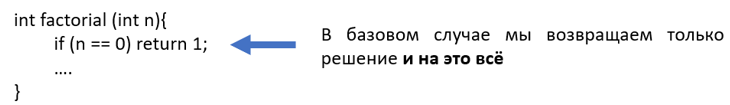 int factorial (int n){
if (n == 0) return 1;
....
}
В базовом случае мы возвращаем только
решение и на это всё